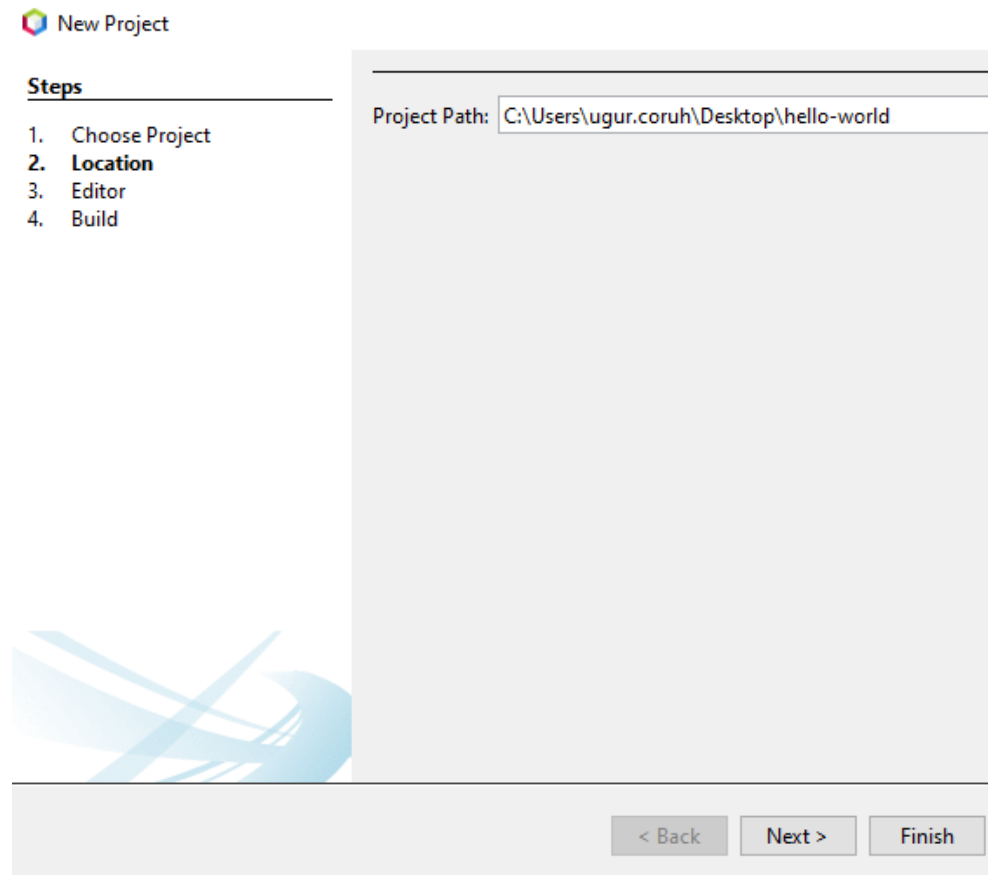 New Project
Steps
1. Choose Project
2. Location
3. Editor
4. Build
Project Path: C:\Users\ugur.coruh\Desktop\hello-world
< Back Next > Finish